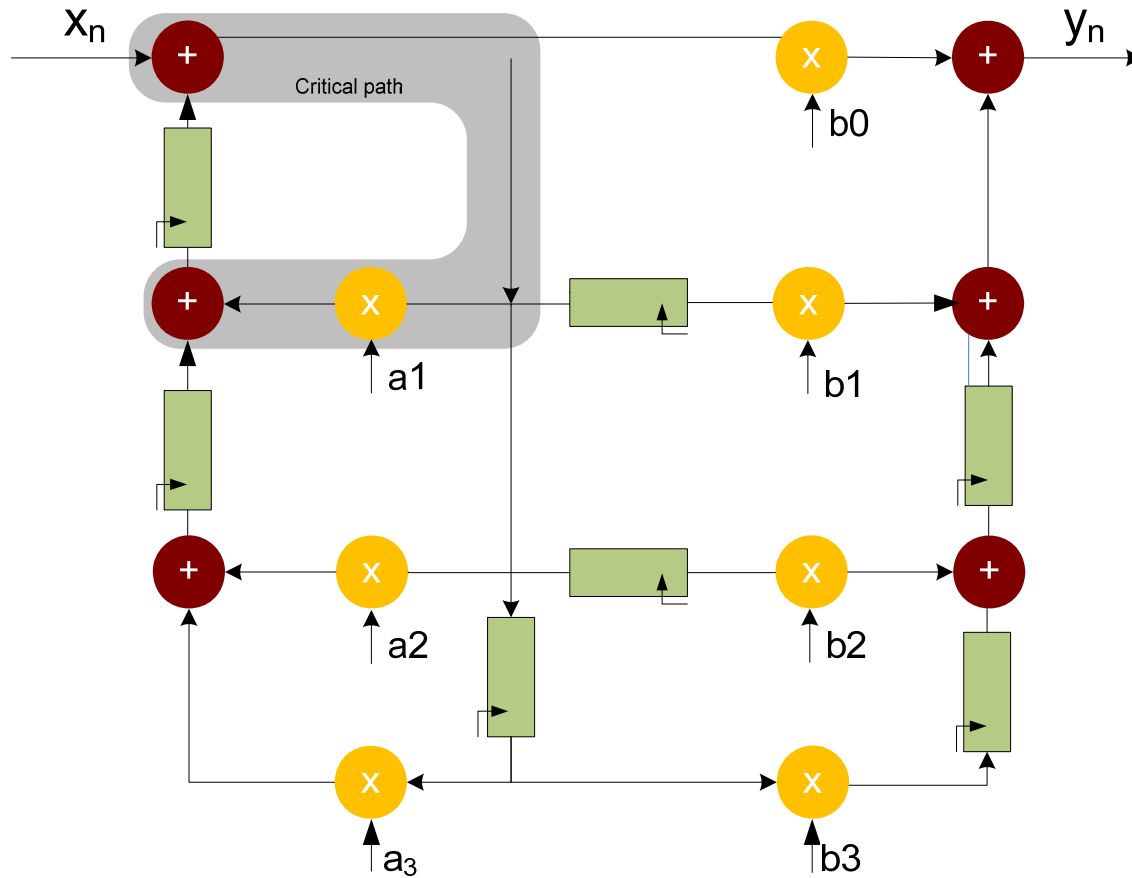 xn
yn
+
x
+
Critical path
b0
+
x
x
+
a1
b1
+
x
x
+
a2
b2
x
x
a3
b3